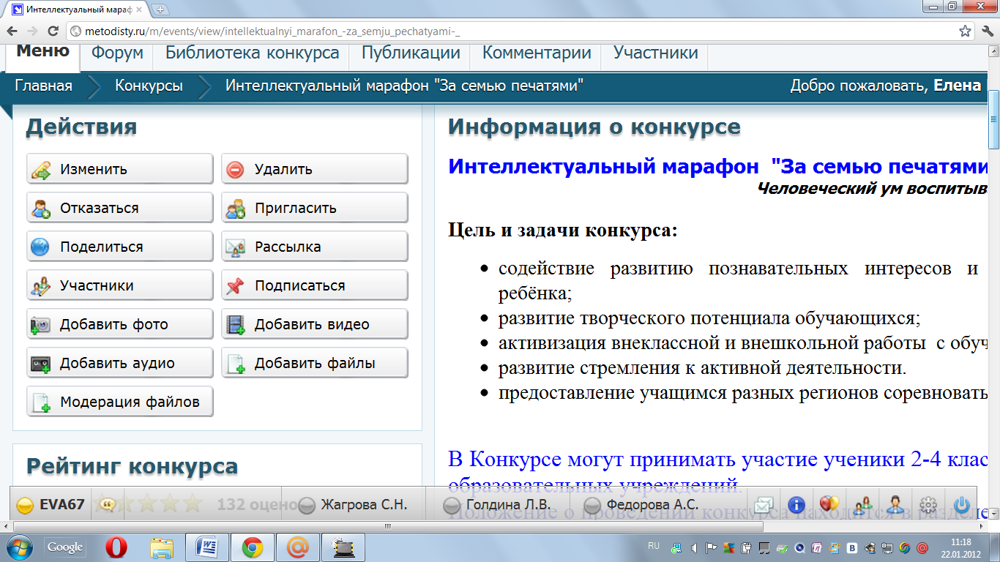 Интеллектуальный мараф
metodisty.ru/m/events/view/intellektualnyi_marafon_-za_semju_pechatyami-_
Меню Форум Библиотека конкурса Публикации Комментарии Участники
Главная Конкурсы Интеллектуальный марафон "За семью печатями" Добро пожаловать, Елена
Действия
Изменить Удалить
Отказаться Пригласить
Поделиться Рассылка
Участники Подписаться
Добавить фото Добавить видео
Добавить аудио Добавить файлы
Модерация файлов
Рейтинг конкурса
132 оцено
Информация о конкурсе
Интеллектуальный марафон "За семью печатями
Человеческий ум воспитыв
Цель и задачи конкурса:
• содействие развитию познавательных интересов и
ребёнка;
• развитие творческого потенциала обучающихся;
• активизация внеклассной и внешкольной работы с обуч
• развитие стремления к активной деятельности.
• предоставление учащимся разных регионов соревновать
В Конкурсе могут принимать участие ученики 2-4 клас
образовательных учреждений.
Положение о проведении конкурса находится в разделе
EVA67 Жагрова С.Н. Голдина Л.В. Федорова А.С.
Google RU 11:18
22.01.2012